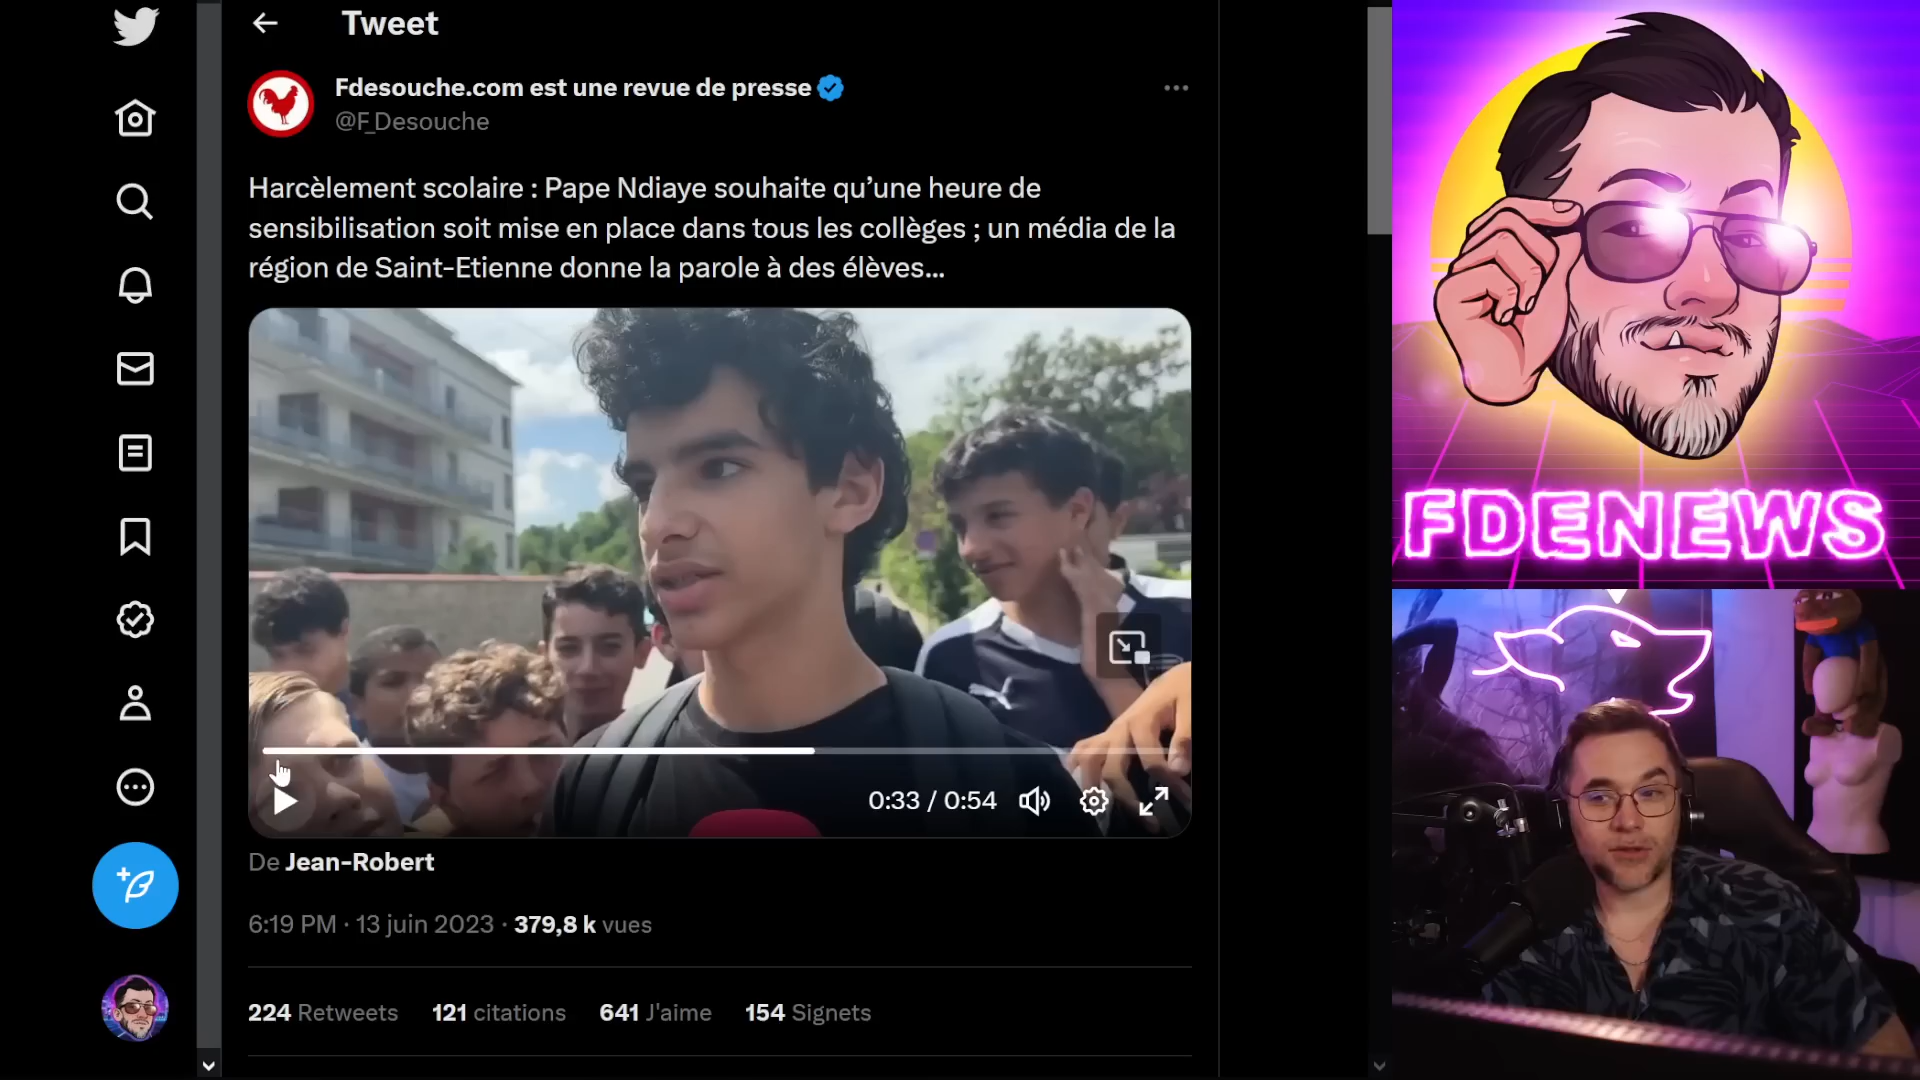 Tweet
Fdesouche.com est une revue de presse
@F_Desouche
Harcèlement scolaire : Pape Ndiaye souhaite qu’une heure de
sensibilisation soit mise en place dans tous les collèges ; un média de la
région de Saint-Etienne donne la parole à des élèves...
0:33 / 0:54
De Jean-Robert
6:19 PM · 13 juin 2023 · 379,8 k vues
224 Retweets 121 citations 641 J'aime 154 Signets
FDENEWS